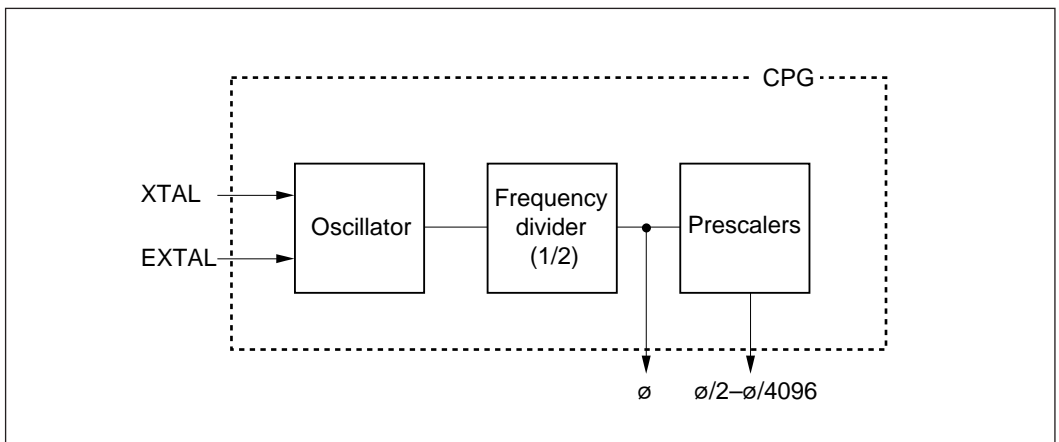 CPG
XTAL
EXTAL
Oscillator
Frequency
divider
(1/2)
Prescalers
ø
ø/2–ø/4096